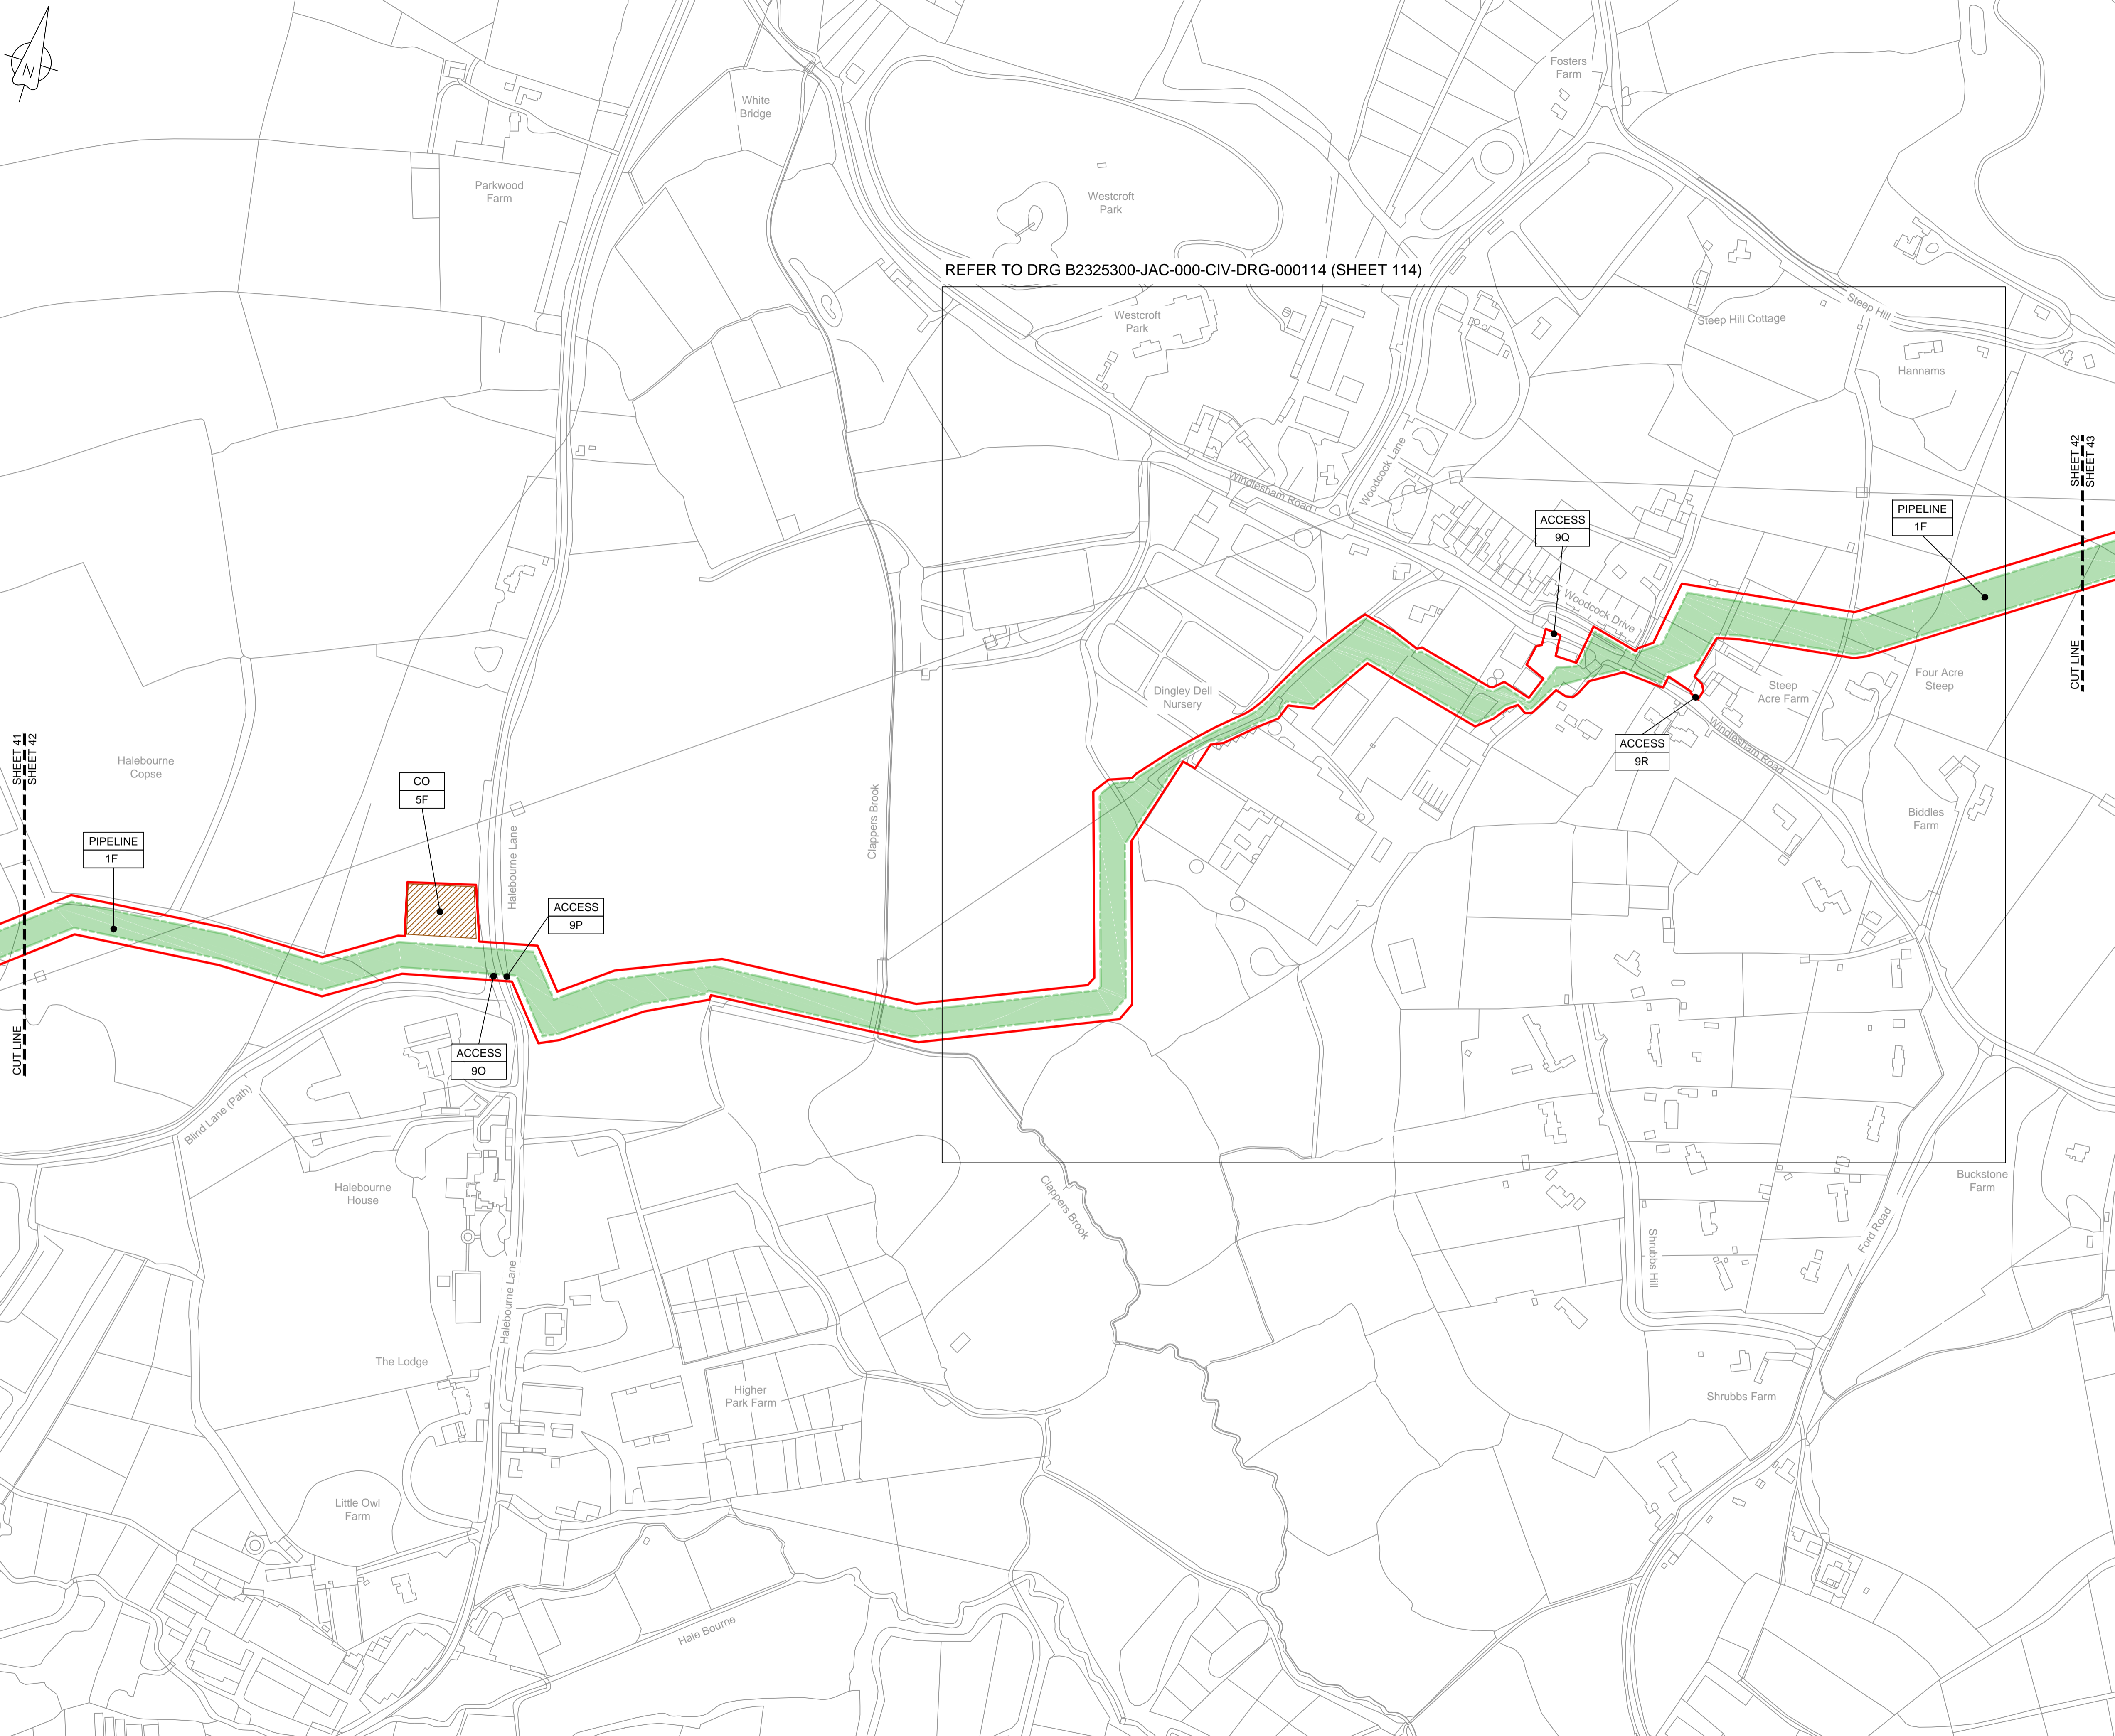 N
White
Bridge
Fosters
Farm
Parkwood
Farm
Westcroft
Park
REFER TO DRG B2325300-JAC-000-CIV-DRG-000114 (SHEET 114)
Westcroft
Park
Steep Hill
Steep Hill Cottage
Hannams
Woodcock Lane
Windlesham Road
SHEET 42
SHEET 43
CUT LINE
PIPELINE
1F
ACCESS
9Q
Woodcock Drive
Dingley Dell
Nursery
Steep
Acre Farm
Four Acre
Steep
ACCESS
9R
Windlesham Road
Biddles
Farm
SHEET 41
SHEET 42
CUT LINE
Halebourne
Copse
CO
5F
PIPELINE
1F
Halebourne Lane
Clappers Brook
ACCESS
9P
ACCESS
9O
Blind Lane (Path)
Halebourne
House
Clappers Brook
Buckstone
Farm
Ford Road
Shrubbs Hill
Halebourne Lane
The Lodge
Higher
Park Farm
Shrubbs Farm
Little Owl
Farm
Hale Bourne